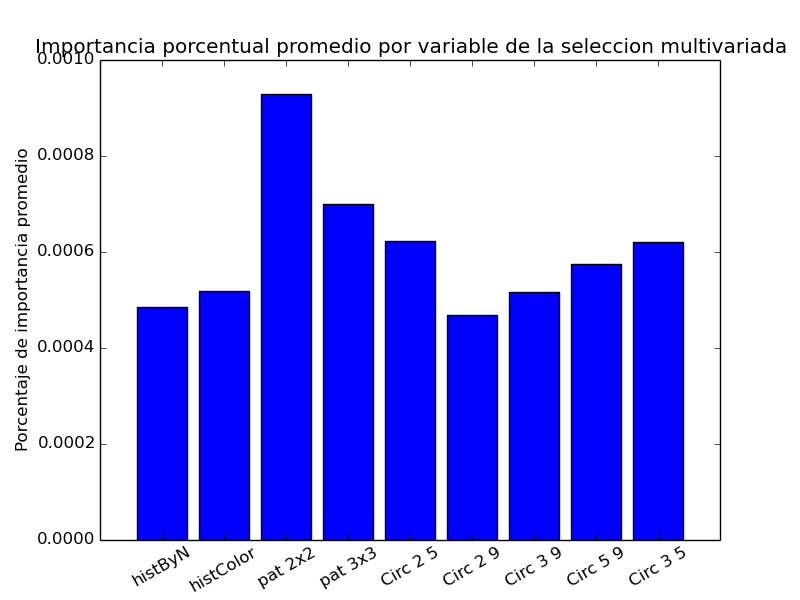 Importancia porcentual promedio por variable de la seleccion multivariada
Porcentaje de importancia promedio
0.0010
0.0008
0.0006
0.0004
0.0002
0.0000
histByN
histColor
pat 2x2
pat 3x3
Circ 2 5
Circ 2 9
Circ 3 9
Circ 5 9
Circ 3 5